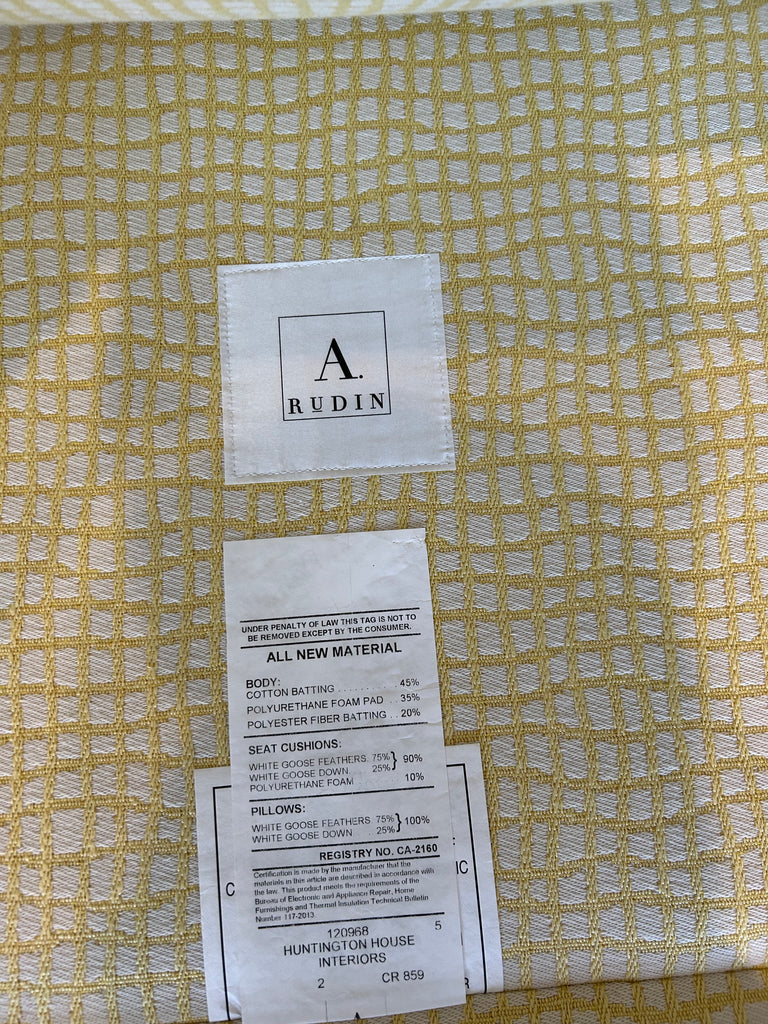 A.
RUDIN
UNDER PENALTY OF LAW THIS TAG IS NOT TO
BE REMOVED EXCEPT BY THE CONSUMER.
ALL NEW MATERIAL
BODY:
COTTON BATTING . . . . . . . . . 45%
POLYURETHANE FOAM PAD . . 35%
POLYESTER FIBER BATTING . . 20%
SEAT CUSHIONS:
WHITE GOOSE FEATHERS 75% } 90%
WHITE GOOSE DOWN 25%
POLYURETHANE FOAM 10%
PILLOWS:
WHITE GOOSE FEATHERS 75% } 100%
WHITE GOOSE DOWN 25%
REGISTRY NO. CA-2160
Certification is made by the manufacturer that the
materials in this article are described in accordance with
the law. This product meets the requirements of the
Bureau of Electronic and Appliance Repair, Home
Furnishings and Thermal Insulation Technical Bulletin
Number 117-2013
120968 5
HUNTINGTON HOUSE
INTERIORS
2 CR 859
C
IC